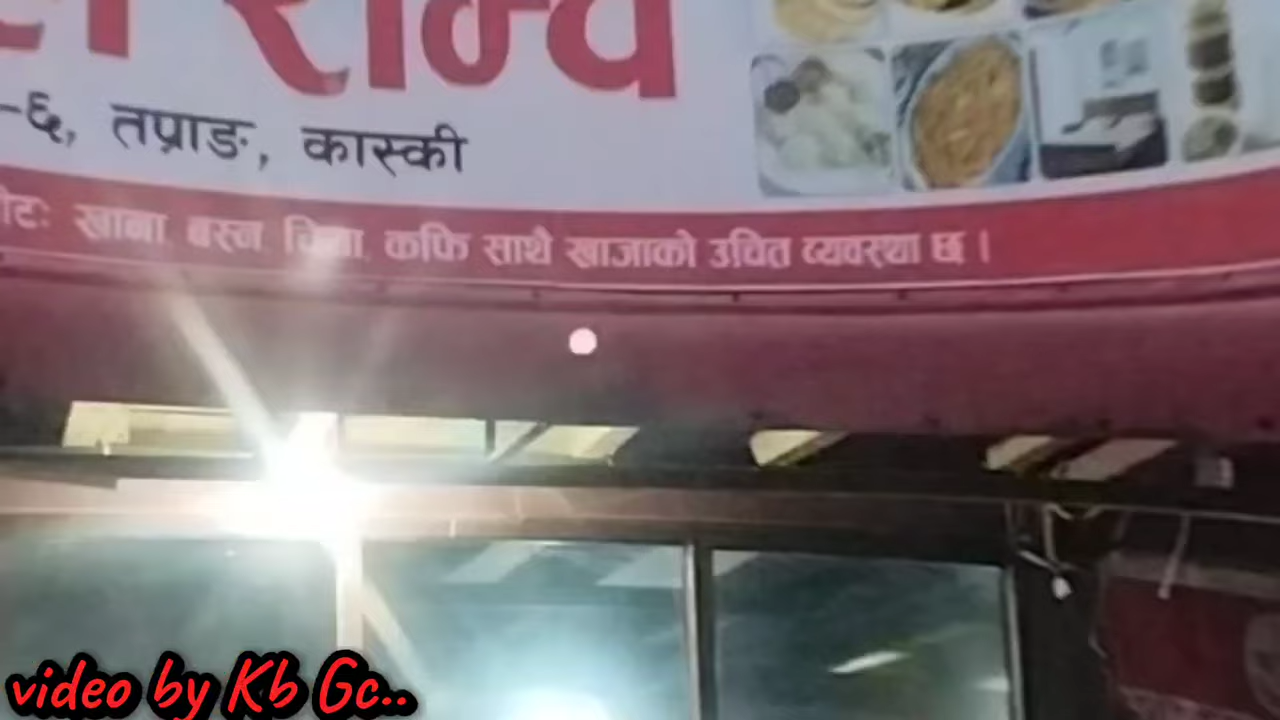 राम्च
-६, तप्राङ, कास्की
नोटः खाना बस्न चिया कफि साथै खाजाको उचित व्यवस्था छ ।
video by Kb Gc..